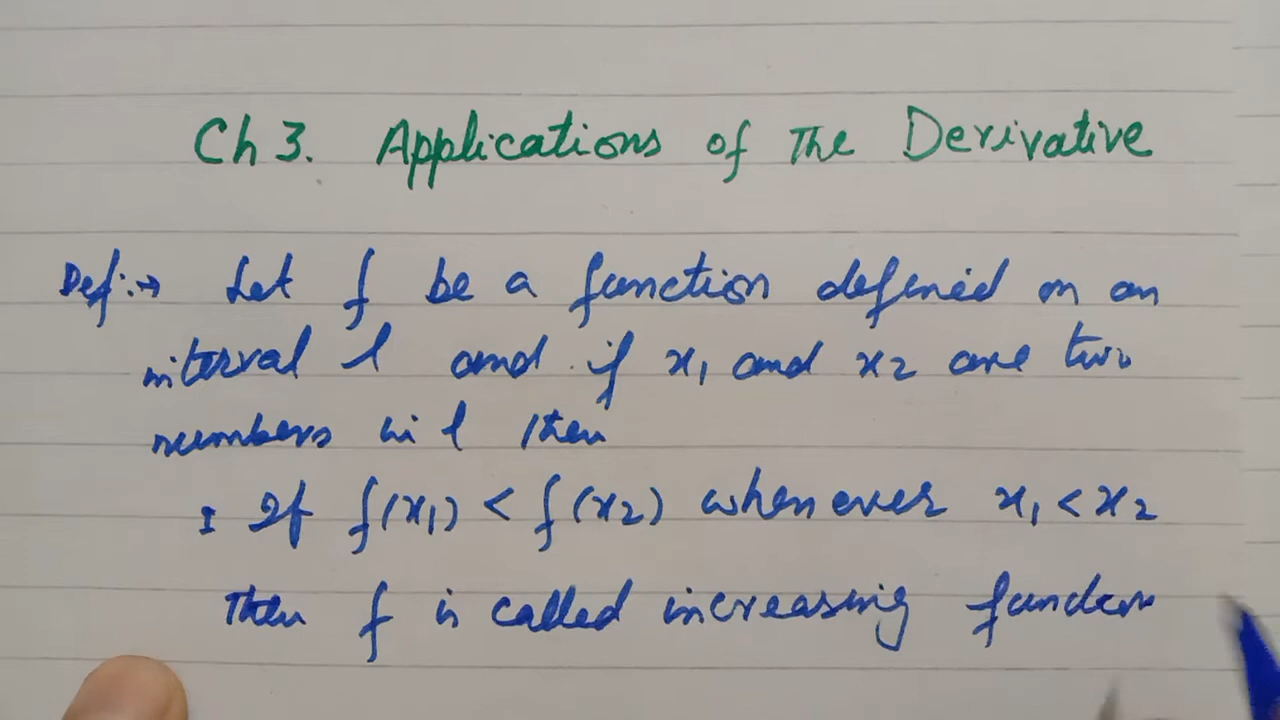 Ch 3. Applications of The Derivative
Def:→ Let f be a function defined on an
interval l and if x₁ and x₂ are two
numbers in l then
I If f(x₁) < f(x₂) whenever x₁ < x₂
Then f is called increasing function